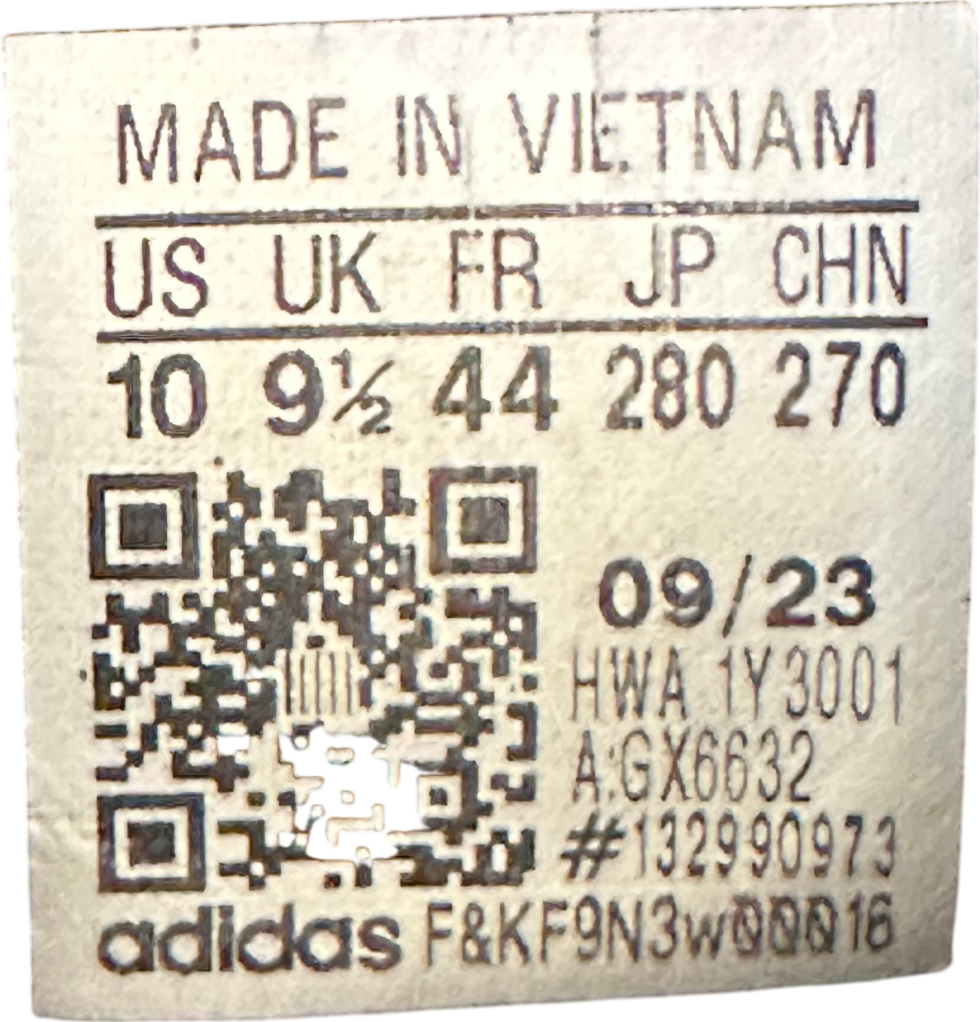 MADE IN VIETNAM
US UK FR JP CHN
10 9½ 44 280 270
09/23
HWA 1Y3001
A:GX6632
#132990973
adidas F&KF9N3w00016